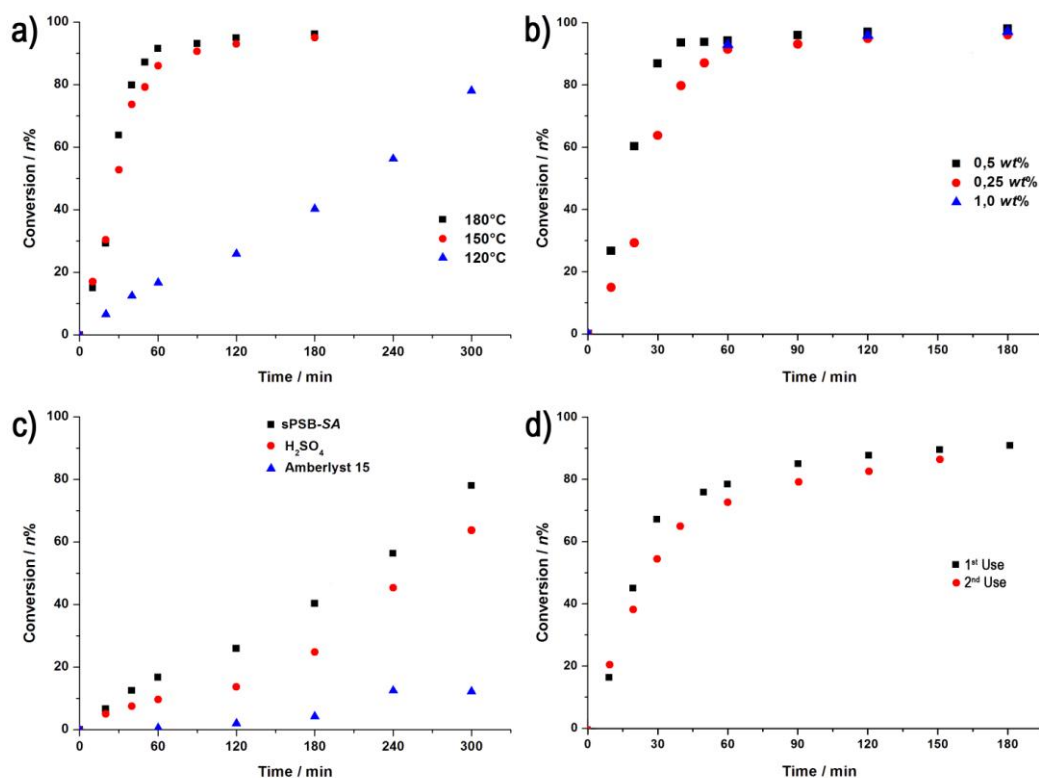 a)
Conversion / n%
100
80
60
40
20
0
180°C
150°C
120°C
0 60 120 180 240 300
Time / min
b)
Conversion / n%
100
80
60
40
20
0
0,5 wt%
0,25 wt%
1,0 wt%
0 30 60 90 120 150 180
Time / min
c)
Conversion / n%
100
80
60
40
20
0
sPSB-SA
H₂SO₄
Amberlyst 15
0 60 120 180 240 300
Time / min
d)
Conversion / n%
100
80
60
40
20
0
1st Use
2nd Use
0 30 60 90 120 150 180
Time / min